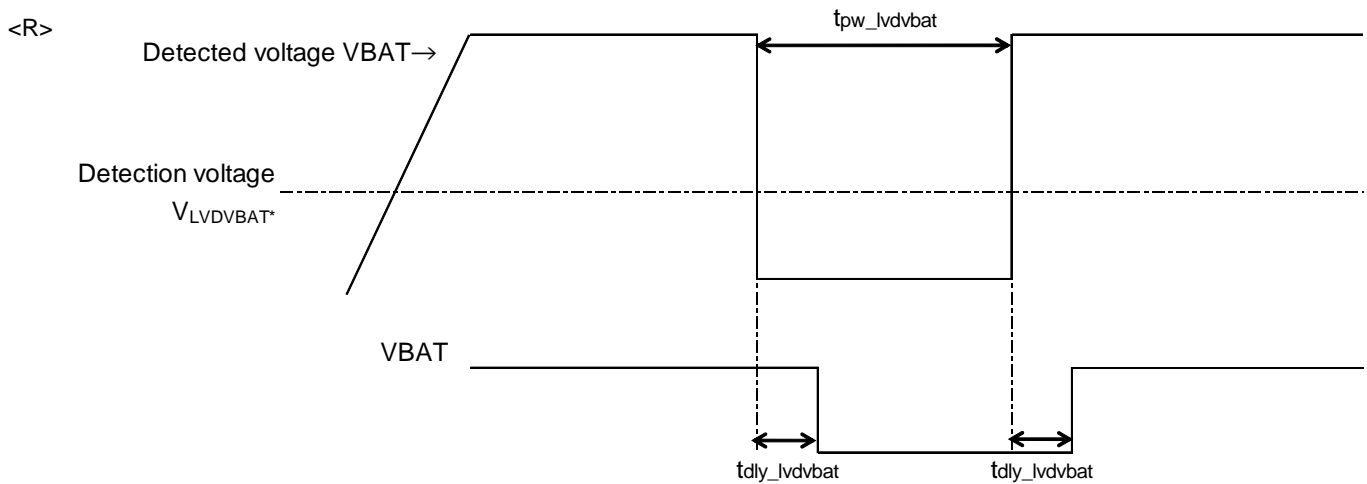 <R>
tpw_lvdvbat
Detected voltage VBAT→
Detection voltage
VLVDVBAT*
VBAT
tdly_lvdvbat
tdly_lvdvbat